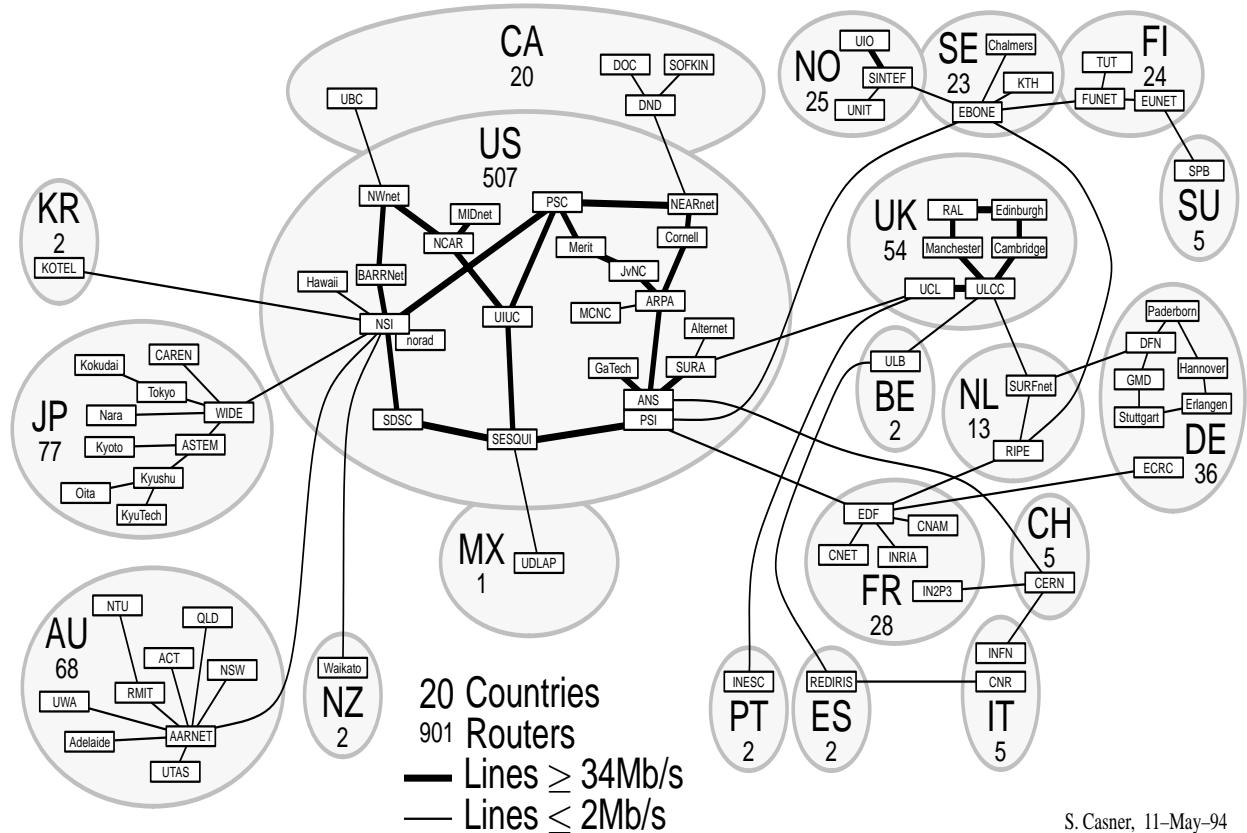 CA
20
UBC
DOC
SOFKIN
DND
NO
25
UIO
SINTEF
UNIT
SE
23
Chalmers
KTH
EBONE
FI
24
TUT
FUNET
EUNET
SPB
SU
5
US
507
NWnet
MIDnet
NCAR
PSC
NEARnet
Cornell
Merit
JvNC
BARRNet
Hawaii
NSI
norad
UIUC
MCNC
ARPA
Alternet
GaTech
SURA
ANS
PSI
SDSC
SESQUI
KR
2
KOTEL
UK
54
RAL
Edinburgh
Manchester
Cambridge
UCL
ULCC
JP
77
CAREN
Kokudai
Tokyo
Nara
WIDE
Kyoto
ASTEM
Kyushu
Oita
KyuTech
ULB
BE
2
NL
13
SURFnet
RIPE
Paderborn
DFN
Hannover
GMD
Erlangen
Stuttgart
DE
36
ECRC
MX
1
UDLAP
EDF
CNAM
CNET
INRIA
FR
28
IN2P3
CH
5
CERN
AU
68
NTU
QLD
ACT
NSW
RMIT
UWA
Adelaide
AARNET
UTAS
Waikato
NZ
2
INESC
PT
2
REDIRIS
ES
2
INFN
CNR
IT
5
20 Countries
901 Routers
Lines ≥ 34Mb/s
Lines ≤ 2Mb/s
S. Casner, 11–May–94